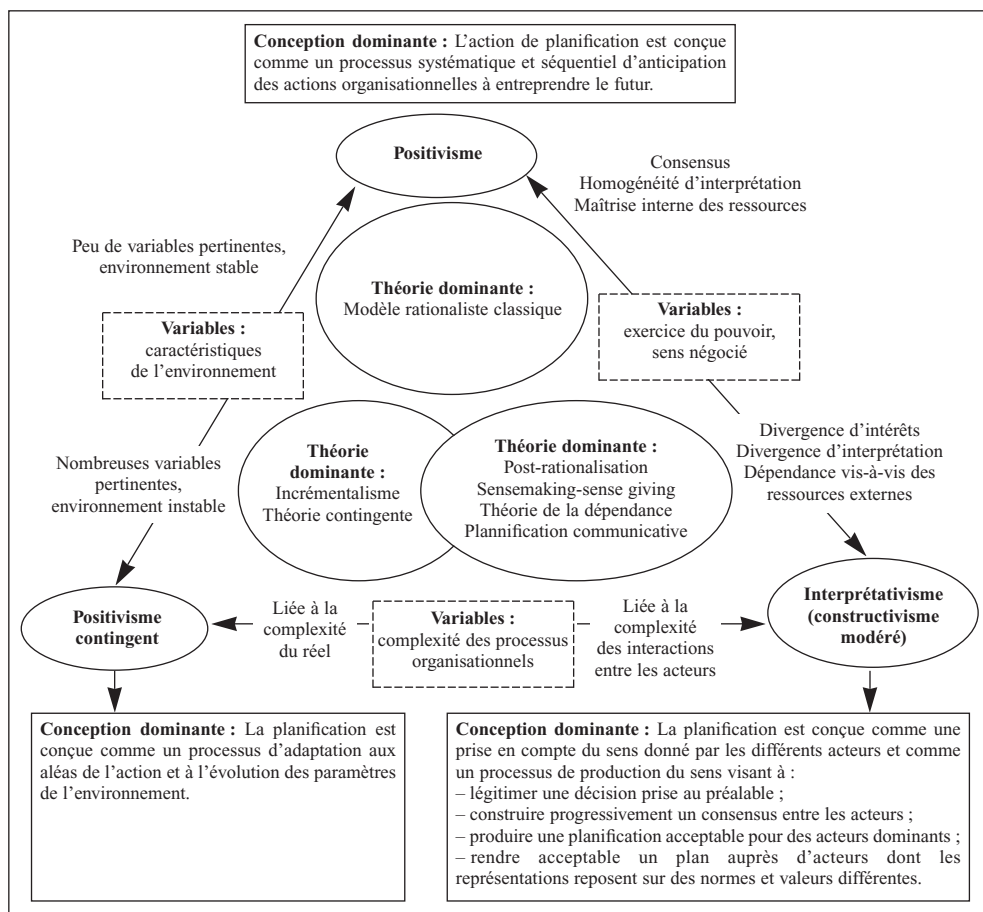 Conception dominante : L’action de planification est conçue
comme un processus systématique et séquentiel d’anticipation
des actions organisationnelles à entreprendre le futur.
Positivisme
Consensus
Homogénéité d’interprétation
Maîtrise interne des ressources
Peu de variables pertinentes,
environnement stable
Théorie dominante :
Modèle rationaliste classique
Variables :
caractéristiques
de l’environnement
Variables :
exercice du pouvoir,
sens négocié
Nombreuses variables
pertinentes,
environnement instable
Théorie
dominante :
Incrémentalisme
Théorie contingente
Théorie dominante :
Post-rationalisation
Sensemaking-sense giving
Théorie de la dépendance
Plannification communicative
Divergence d’intérêts
Divergence d’interprétation
Dépendance vis-à-vis des
ressources externes
Positivisme
contingent
Liée à la
complexité
du réel
Variables :
complexité des processus
organisationnels
Liée à la
complexité
des interactions
entre les acteurs
Interprétativisme
(constructivisme
modéré)
Conception dominante : La planification est
conçue comme un processus d’adaptation aux
aléas de l’action et à l’évolution des paramètres
de l’environnement.
Conception dominante : La planification est conçue comme une
prise en compte du sens donné par les différents acteurs et comme
un processus de production du sens visant à :
– légitimer une décision prise au préalable ;
– construire progressivement un consensus entre les acteurs ;
– produire une planification acceptable pour des acteurs dominants ;
– rendre acceptable un plan auprès d’acteurs dont les
représentations reposent sur des normes et valeurs différentes.